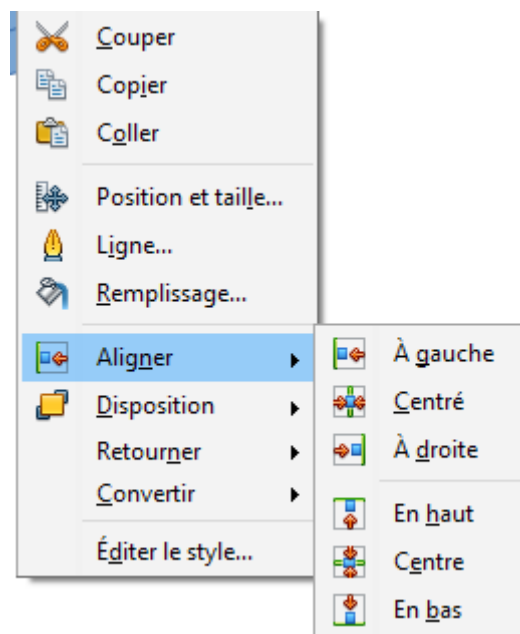 Couper
Copier
Coller
Position et taille...
Ligne...
Remplissage...
Aligner
Disposition
Retourner
Convertir
Éditer le style...
À gauche
Centré
À droite
En haut
Centre
En bas